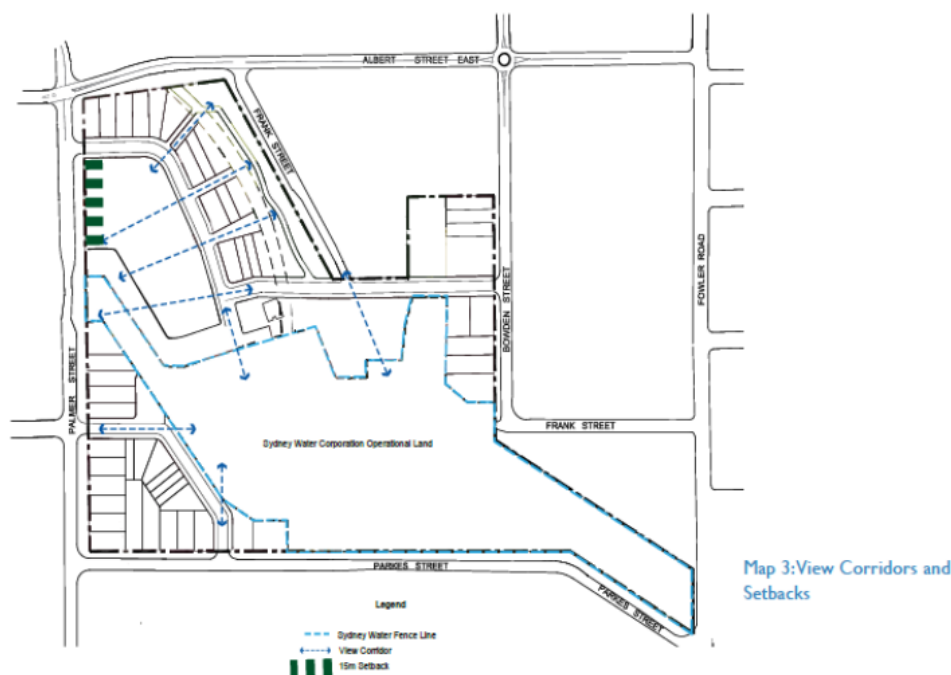 ALBERT STREET EAST
FRANK STREET
FOWLER ROAD
BOWDEN STREET
PALMER STREET
FRANK STREET
Sydney Water Corporation Operational Land
PARKES STREET
PARKES STREET
Map 3:View Corridors and
Setbacks
Legend
Sydney Water Fence Line
View Corridor
15m Setback